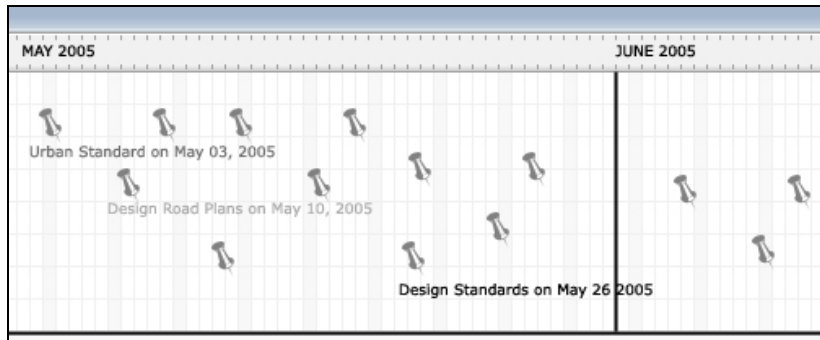 MAY 2005 JUNE 2005
Urban Standard on May 03, 2005
Design Road Plans on May 10, 2005
Design Standards on May 26 2005